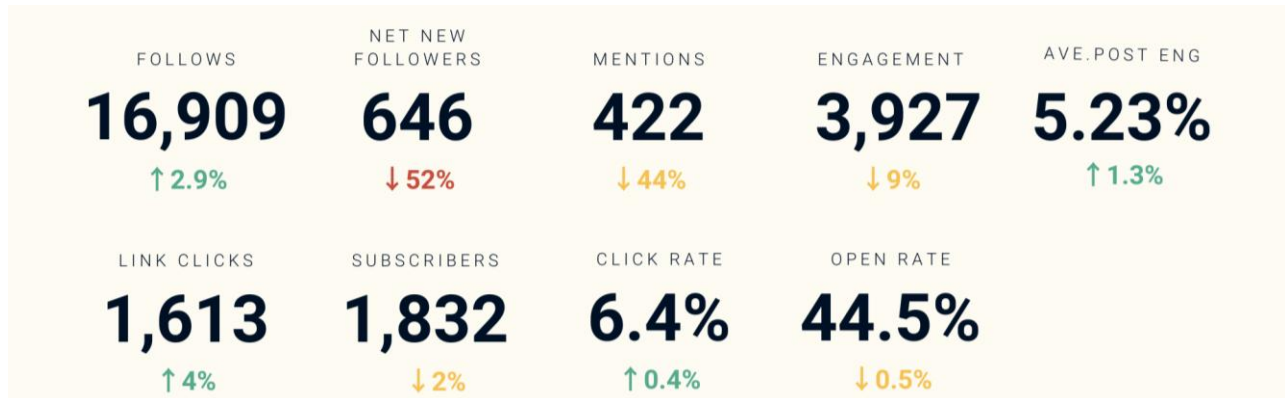 FOLLOWS
16,909
↑ 2.9%
NET NEW
FOLLOWERS
646
↓ 52%
MENTIONS
422
↓ 44%
ENGAGEMENT
3,927
↓ 9%
AVE.POST ENG
5.23%
↑ 1.3%
LINK CLICKS
1,613
↑ 4%
SUBSCRIBERS
1,832
↓ 2%
CLICK RATE
6.4%
↑ 0.4%
OPEN RATE
44.5%
↓ 0.5%